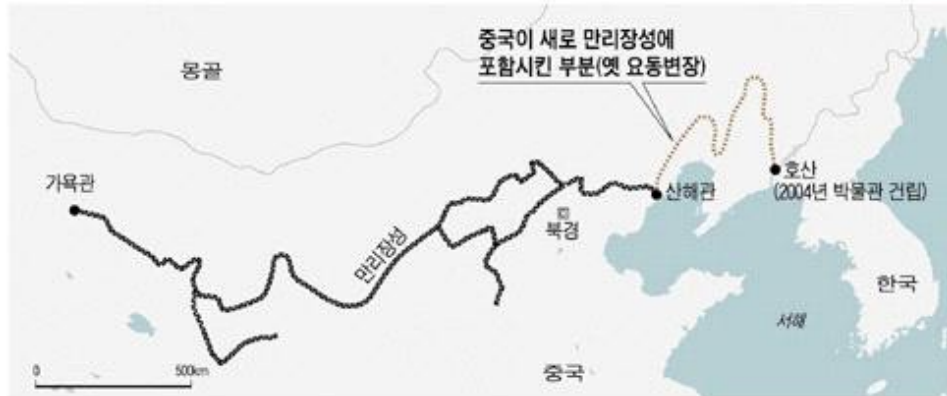 중국이 새로 만리장성에
포함시킨 부분(옛 요동변장)
몽골
가욕관
산해관
호산
(2004년 박물관 건립)
북경
만리장성
한국
서해
중국
0 500km